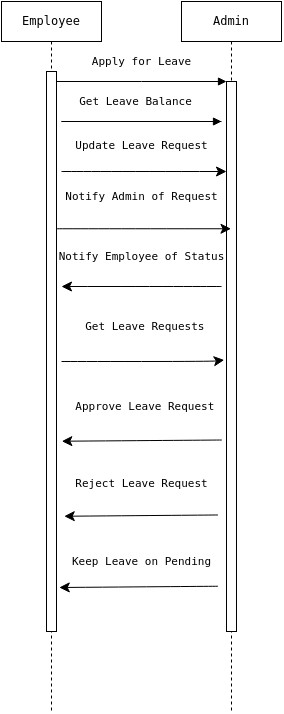 Employee
Admin
Apply for Leave
Get Leave Balance
Update Leave Request
Notify Admin of Request
Notify Employee of Status
Get Leave Requests
Approve Leave Request
Reject Leave Request
Keep Leave on Pending